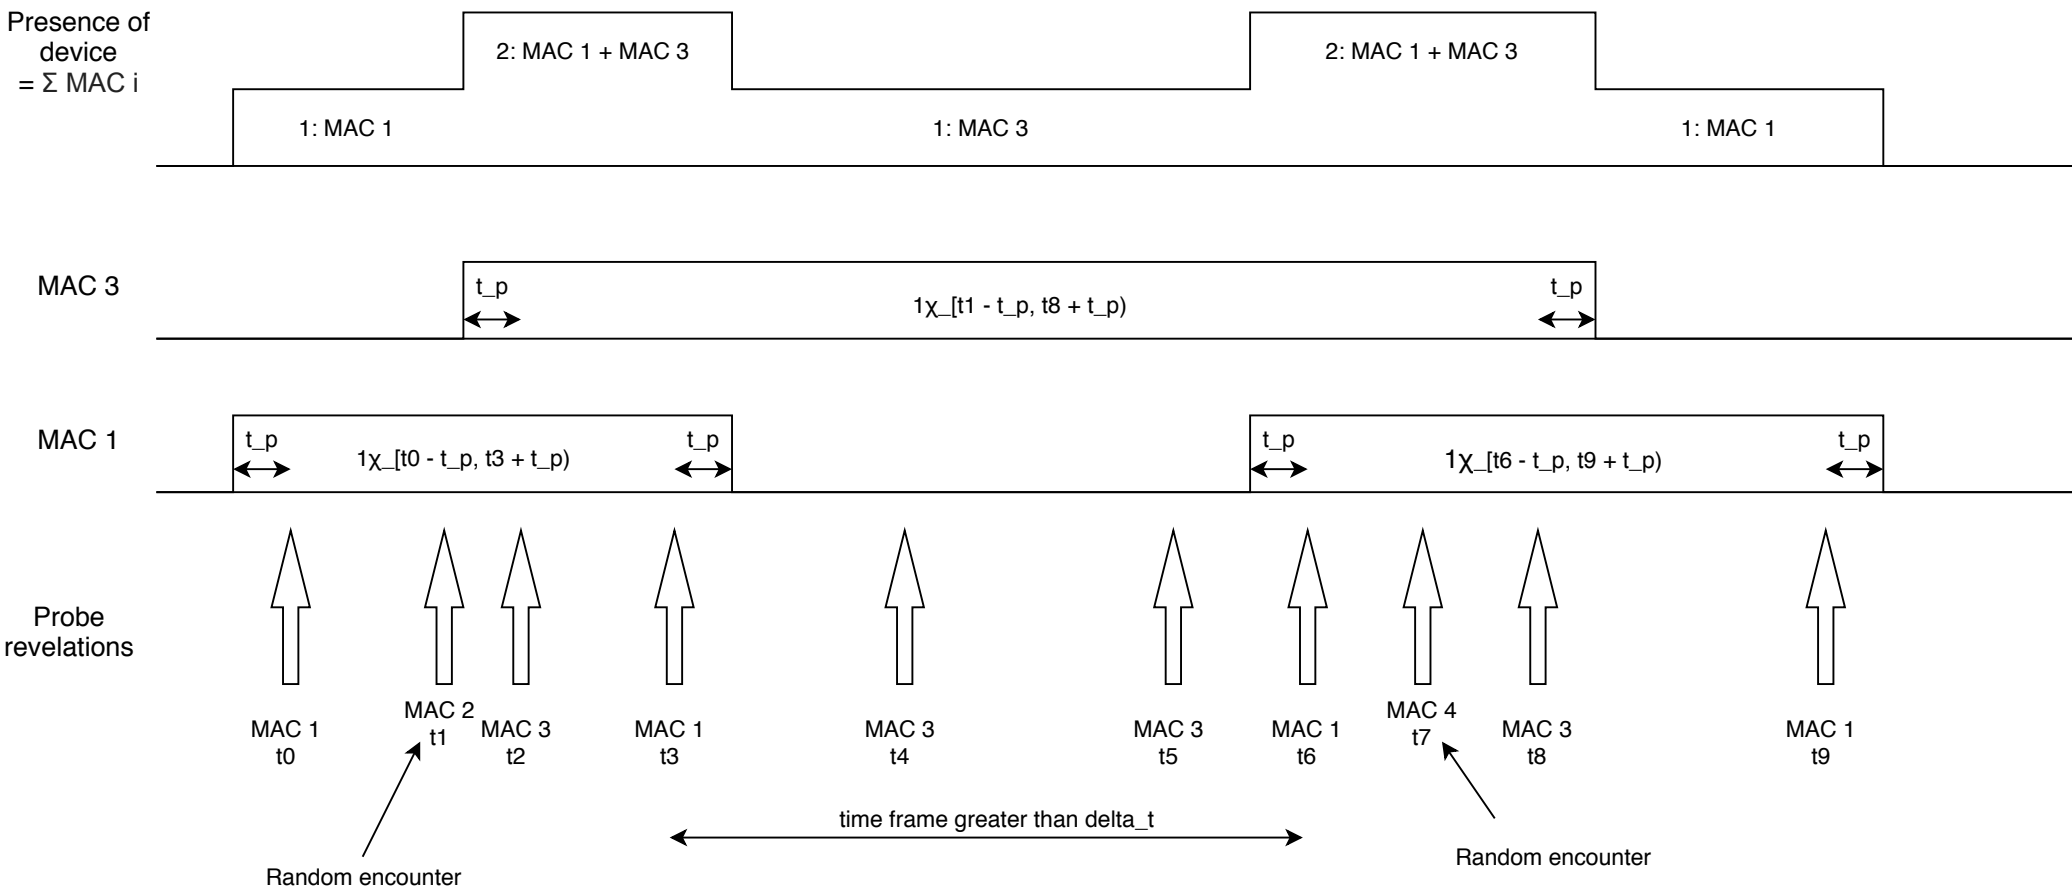 Presence of
device
= Σ MAC i
2: MAC 1 + MAC 3
2: MAC 1 + MAC 3
1: MAC 1
1: MAC 3
1: MAC 1
MAC 3
t_p
1χ_[t1 - t_p, t8 + t_p)
t_p
MAC 1
t_p
1χ_[t0 - t_p, t3 + t_p)
t_p
t_p
1χ_[t6 - t_p, t9 + t_p)
t_p
Probe
revelations
MAC 1
t0
MAC 2
t1
MAC 3
t2
MAC 1
t3
MAC 3
t4
MAC 3
t5
MAC 1
t6
MAC 4
t7
MAC 3
t8
MAC 1
t9
time frame greater than delta_t
Random encounter
Random encounter